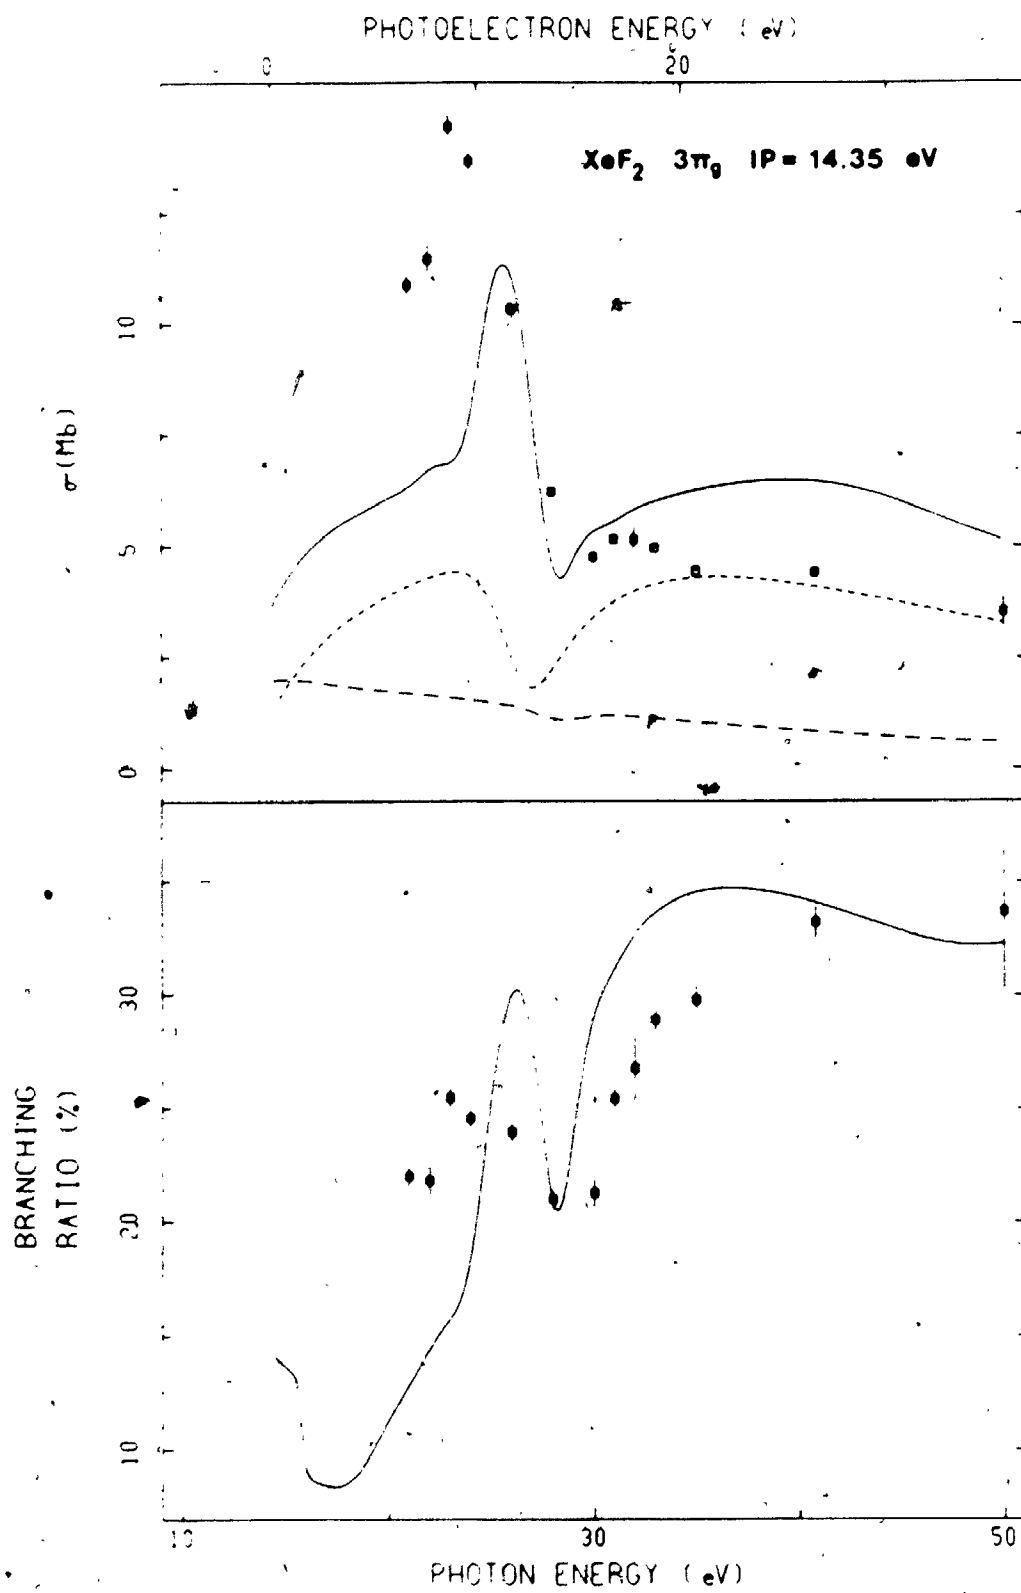 PHOTOELECTRON ENERGY (eV)
0 20
XeF2 3πg IP= 14.35 eV
10
σ(Mb)
5
0
30
BRANCHING
RATIO (%)
20
10
10 30 50
PHOTON ENERGY (eV)